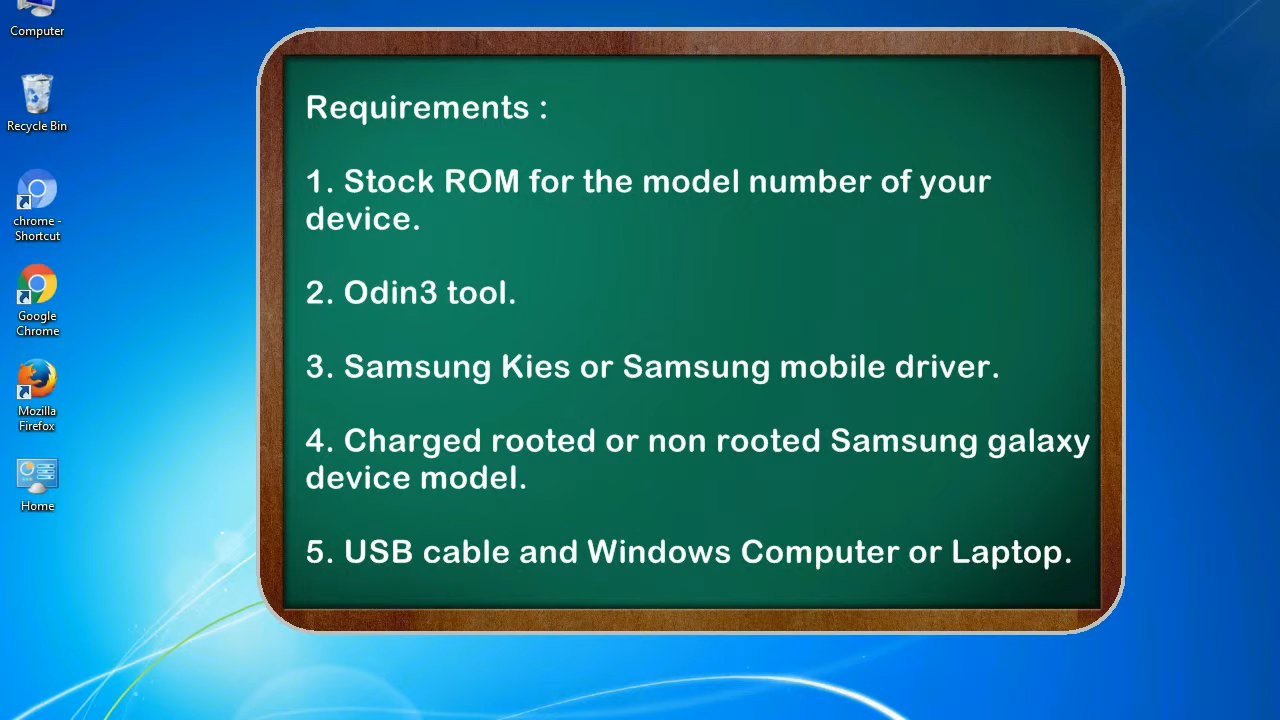 Computer
Recycle Bin
chrome -
Shortcut
Google
Chrome
Mozilla
Firefox
Home
Requirements :
1. Stock ROM for the model number of your
device.
2. Odin3 tool.
3. Samsung Kies or Samsung mobile driver.
4. Charged rooted or non rooted Samsung galaxy
device model.
5. USB cable and Windows Computer or Laptop.